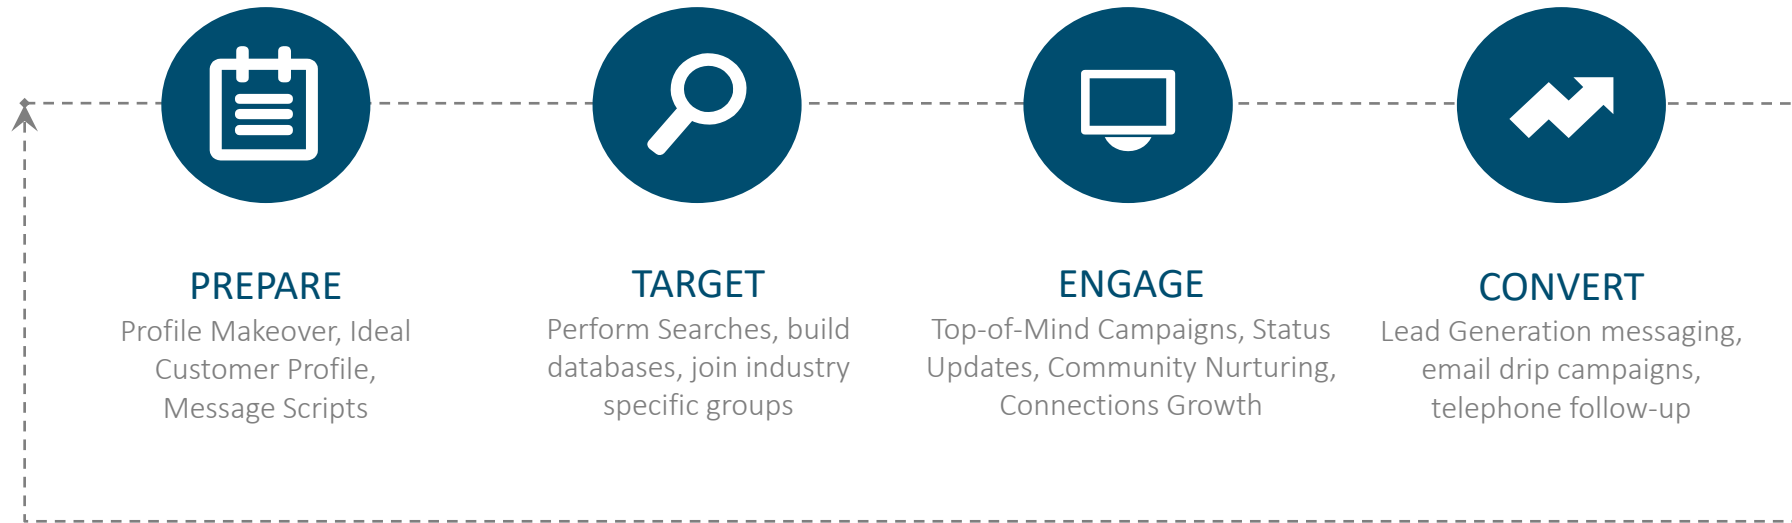 PREPARE
Profile Makeover, Ideal
Customer Profile,
Message Scripts
TARGET
Perform Searches, build
databases, join industry
specific groups
ENGAGE
Top-of-Mind Campaigns, Status
Updates, Community Nurturing,
Connections Growth
CONVERT
Lead Generation messaging,
email drip campaigns,
telephone follow-up